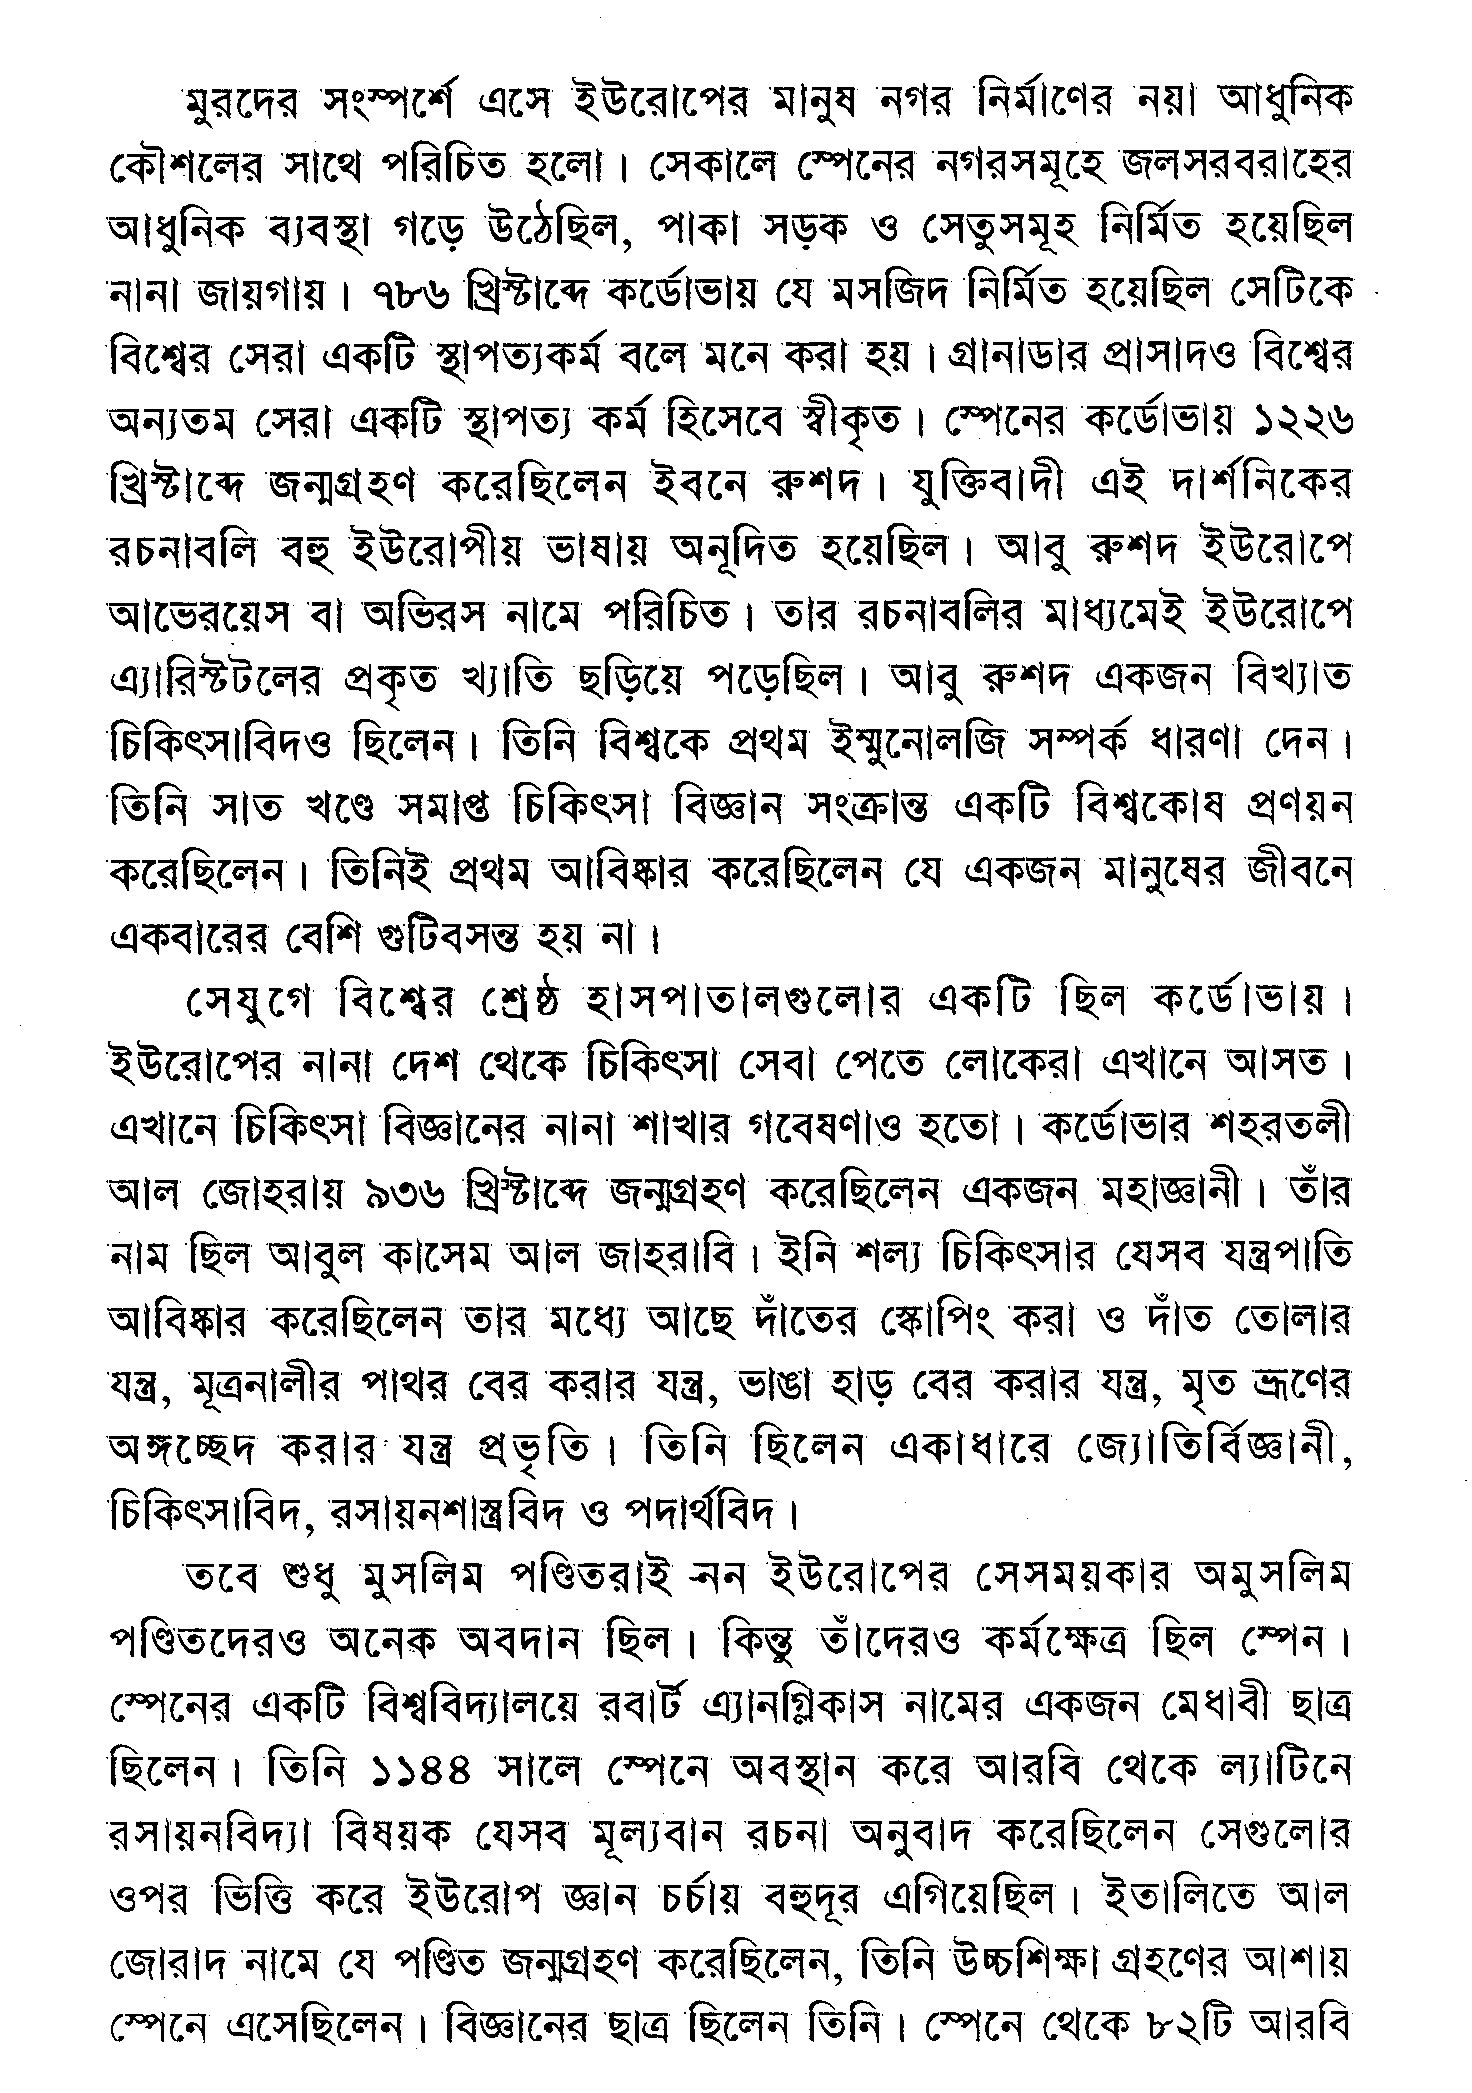 মুরদের সংস্পর্শে এসে ইউরোপের মানুষ নগর নির্মাণের নয়া আধুনিক
কৌশলের সাথে পরিচিত হলো। সেকালে স্পেনের নগরসমূহে জলসরবরাহের
আধুনিক ব্যবস্থা গড়ে উঠেছিল, পাকা সড়ক ও সেতুসমূহ নির্মিত হয়েছিল
নানা জায়গায়। ৭৮৬ খ্রিস্টাব্দে কর্ডোভায় যে মসজিদ নির্মিত হয়েছিল সেটিকে
বিশ্বের সেরা একটি স্থাপত্যকর্ম বলে মনে করা হয়। গ্রানাডার প্রাসাদও বিশ্বের
অন্যতম সেরা একটি স্থাপত্য কর্ম হিসেবে স্বীকৃত। স্পেনের কর্ডোভায় ১২২৬
খ্রিস্টাব্দে জন্মগ্রহণ করেছিলেন ইবনে রুশদ। যুক্তিবাদী এই দার্শনিকের
রচনাবলি বহু ইউরোপীয় ভাষায় অনূদিত হয়েছিল। আবু রুশদ ইউরোপে
আভেরয়েস বা অভিরস নামে পরিচিত। তার রচনাবলির মাধ্যমেই ইউরোপে
এ্যারিস্টটলের প্রকৃত খ্যাতি ছড়িয়ে পড়েছিল। আবু রুশদ একজন বিখ্যাত
চিকিৎসাবিদও ছিলেন। তিনি বিশ্বকে প্রথম ইম্মুনোলজি সম্পর্ক ধারণা দেন।
তিনি সাত খণ্ডে সমাপ্ত চিকিৎসা বিজ্ঞান সংক্রান্ত একটি বিশ্বকোষ প্রণয়ন
করেছিলেন। তিনিই প্রথম আবিষ্কার করেছিলেন যে একজন মানুষের জীবনে
একবারের বেশি গুটিবসন্ত হয় না।
সেযুগে বিশ্বের শ্রেষ্ঠ হাসপাতালগুলোর একটি ছিল কর্ডোভায়।
ইউরোপের নানা দেশ থেকে চিকিৎসা সেবা পেতে লোকেরা এখানে আসত।
এখানে চিকিৎসা বিজ্ঞানের নানা শাখার গবেষণাও হতো। কর্ডোভার শহরতলী
আল জোহরায় ৯৩৬ খ্রিস্টাব্দে জন্মগ্রহণ করেছিলেন একজন মহাজ্ঞানী। তাঁর
নাম ছিল আবুল কাসেম আল জাহরাবি। ইনি শল্য চিকিৎসার যেসব যন্ত্রপাতি
আবিষ্কার করেছিলেন তার মধ্যে আছে দাঁতের স্কোপিং করা ও দাঁত তোলার
যন্ত্র, মূত্রনালীর পাথর বের করার যন্ত্র, ভাঙা হাড় বের করার যন্ত্র, মৃত ভ্রূণের
অঙ্গচ্ছেদ করার যন্ত্র প্রভৃতি। তিনি ছিলেন একাধারে জ্যোতির্বিজ্ঞানী,
চিকিৎসাবিদ, রসায়নশাস্ত্রবিদ ও পদার্থবিদ।
তবে শুধু মুসলিম পণ্ডিতরাই নন ইউরোপের সেসময়কার অমুসলিম
পণ্ডিতদেরও অনেক অবদান ছিল। কিন্তু তাঁদেরও কর্মক্ষেত্র ছিল স্পেন।
স্পেনের একটি বিশ্ববিদ্যালয়ে রবার্ট এ্যানগ্লিকাস নামের একজন মেধাবী ছাত্র
ছিলেন। তিনি ১১৪৪ সালে স্পেনে অবস্থান করে আরবি থেকে ল্যাটিনে
রসায়নবিদ্যা বিষয়ক যেসব মূল্যবান রচনা অনুবাদ করেছিলেন সেগুলোর
ওপর ভিত্তি করে ইউরোপ জ্ঞান চর্চায় বহুদূর এগিয়েছিল। ইতালিতে আল
জোরাদ নামে যে পণ্ডিত জন্মগ্রহণ করেছিলেন, তিনি উচ্চশিক্ষা গ্রহণের আশায়
স্পেনে এসেছিলেন। বিজ্ঞানের ছাত্র ছিলেন তিনি। স্পেনে থেকে ৮২টি আরবি